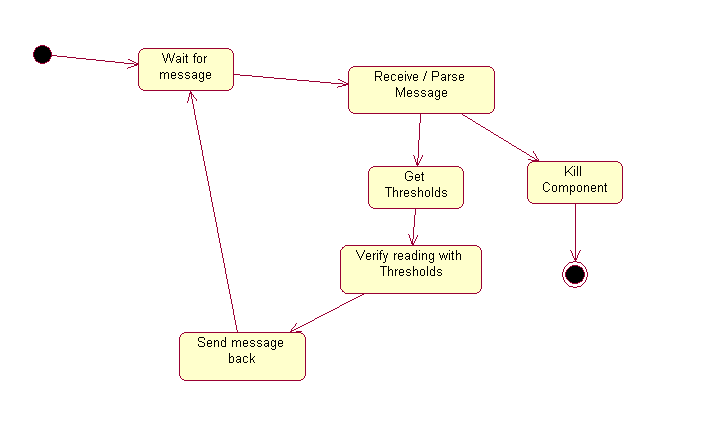 Wait for
message
Receive / Parse
Message
Get
Thresholds
Kill
Component
Verify reading with
Thresholds
Send message
back